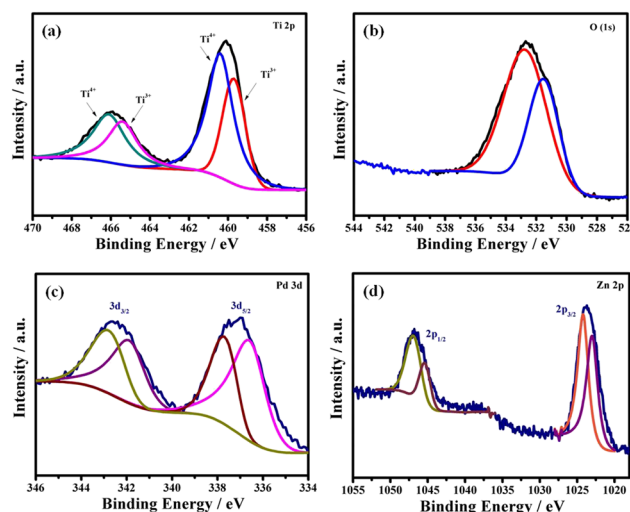 (a)
Ti 2p
Ti⁴⁺
Ti³⁺
Ti⁴⁺
Ti³⁺
Intensity / a.u.
470 468 466 464 462 460 458 456
Binding Energy / eV
(b)
O (1s)
Intensity / a.u.
544 542 540 538 536 534 532 530 528
Binding Energy / eV
(c)
Pd 3d
3d3/2
3d5/2
Intensity / a.u.
346 344 342 340 338 336 334
Binding Energy / eV
(d)
Zn 2p
2p1/2
2p3/2
Intensity / a.u.
1055 1050 1045 1040 1035 1030 1025 1020
Binding Energy / eV